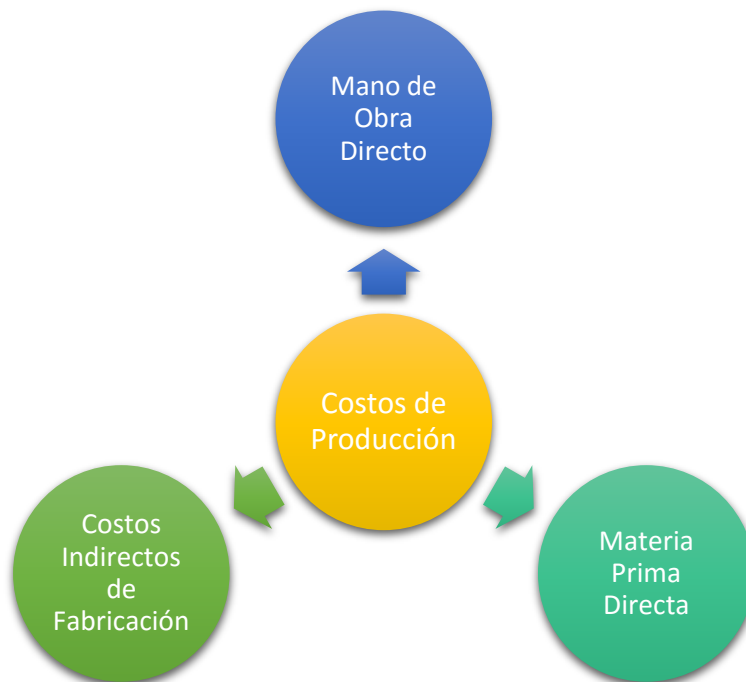 Mano de
Obra
Directo
Costos de
Producción
Costos
Indirectos
de
Fabricación
Materia
Prima
Directa